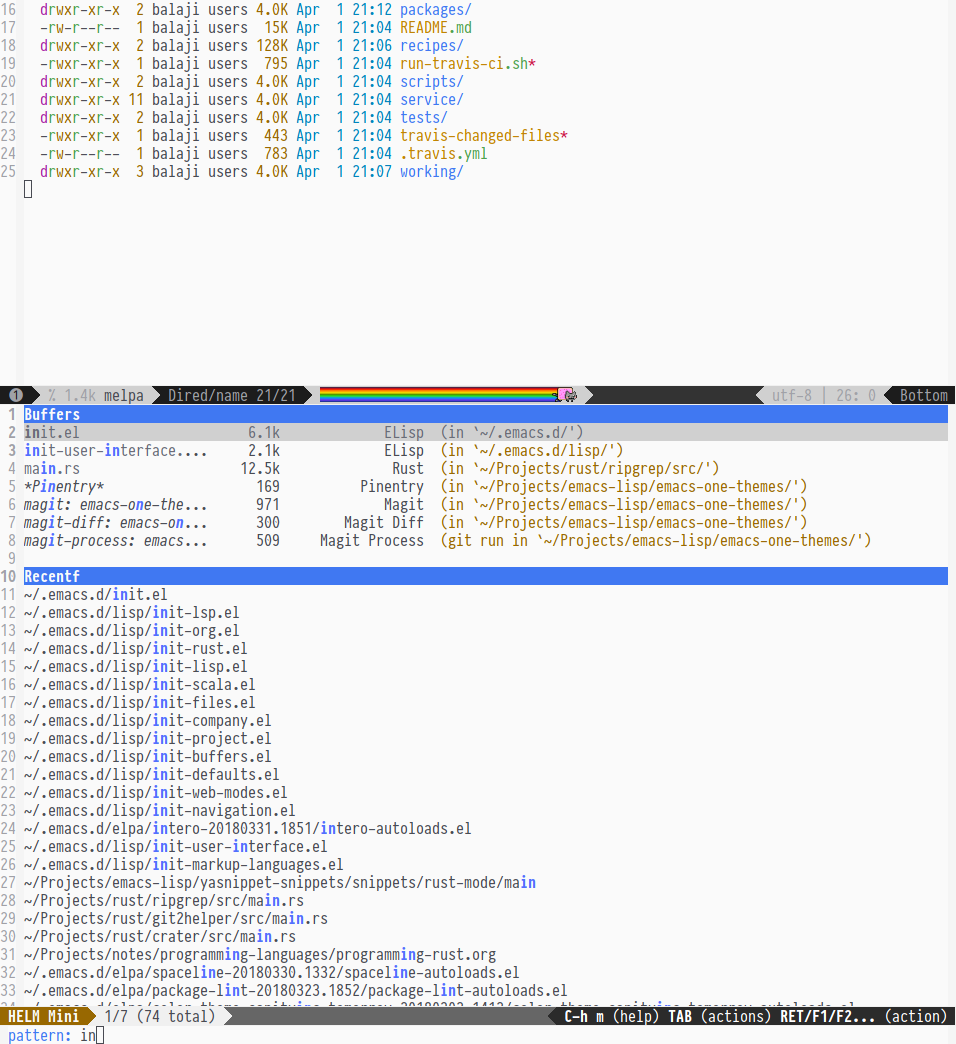 16 drwxr-xr-x 2 balaji users 4.0K Apr 1 21:12 packages/
17 -rw-r--r-- 1 balaji users 15K Apr 1 21:04 README.md
18 drwxr-xr-x 2 balaji users 128K Apr 1 21:06 recipes/
19 -rwxr-xr-x 1 balaji users 795 Apr 1 21:04 run-travis-ci.sh*
20 drwxr-xr-x 2 balaji users 4.0K Apr 1 21:04 scripts/
21 drwxr-xr-x 11 balaji users 4.0K Apr 1 21:04 service/
22 drwxr-xr-x 2 balaji users 4.0K Apr 1 21:04 tests/
23 -rwxr-xr-x 1 balaji users 443 Apr 1 21:04 travis-changed-files*
24 -rw-r--r-- 1 balaji users 783 Apr 1 21:04 .travis.yml
25 drwxr-xr-x 3 balaji users 4.0K Apr 1 21:07 working/
1 % 1.4k melpa Dired/name 21/21 utf-8 | 26: 0 Bottom
1 Buffers
2 init.el 6.1k ELisp (in `~/.emacs.d/')
3 init-user-interface.... 2.1k ELisp (in `~/.emacs.d/lisp/')
4 main.rs 12.5k Rust (in `~/Projects/rust/ripgrep/src/')
5 *Pinentry* 169 Pinentry (in `~/Projects/emacs-lisp/emacs-one-themes/')
6 magit: emacs-one-the... 971 Magit (in `~/Projects/emacs-lisp/emacs-one-themes/')
7 magit-diff: emacs-on... 300 Magit Diff (in `~/Projects/emacs-lisp/emacs-one-themes/')
8 magit-process: emacs... 509 Magit Process (git run in `~/Projects/emacs-lisp/emacs-one-themes/')
9
10 Recentf
11 ~/.emacs.d/init.el
12 ~/.emacs.d/lisp/init-lsp.el
13 ~/.emacs.d/lisp/init-org.el
14 ~/.emacs.d/lisp/init-rust.el
15 ~/.emacs.d/lisp/init-lisp.el
16 ~/.emacs.d/lisp/init-scala.el
17 ~/.emacs.d/lisp/init-files.el
18 ~/.emacs.d/lisp/init-company.el
19 ~/.emacs.d/lisp/init-project.el
20 ~/.emacs.d/lisp/init-buffers.el
21 ~/.emacs.d/lisp/init-defaults.el
22 ~/.emacs.d/lisp/init-web-modes.el
23 ~/.emacs.d/lisp/init-navigation.el
24 ~/.emacs.d/elpa/intero-20180331.1851/intero-autoloads.el
25 ~/.emacs.d/lisp/init-user-interface.el
26 ~/.emacs.d/lisp/init-markup-languages.el
27 ~/Projects/emacs-lisp/yasnippet-snippets/snippets/rust-mode/main
28 ~/Projects/rust/ripgrep/src/main.rs
29 ~/Projects/rust/git2helper/src/main.rs
30 ~/Projects/rust/crater/src/main.rs
31 ~/Projects/notes/programming-languages/programming-rust.org
32 ~/.emacs.d/elpa/spaceline-20180330.1332/spaceline-autoloads.el
33 ~/.emacs.d/elpa/package-lint-20180323.1852/package-lint-autoloads.el
HELM Mini 1/7 (74 total) C-h m (help) TAB (actions) RET/F1/F2... (action)
pattern: in